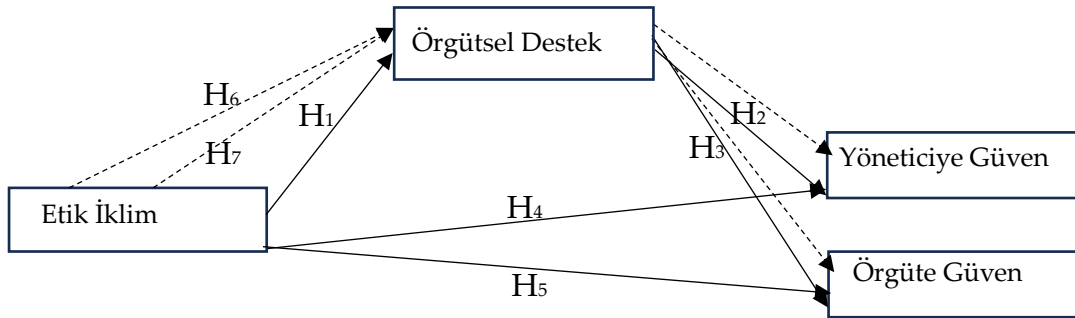 Örgütsel Destek
H6
H1
H2
H7
H3
Yöneticiye Güven
Etik İklim
H4
Örgüte Güven
H5